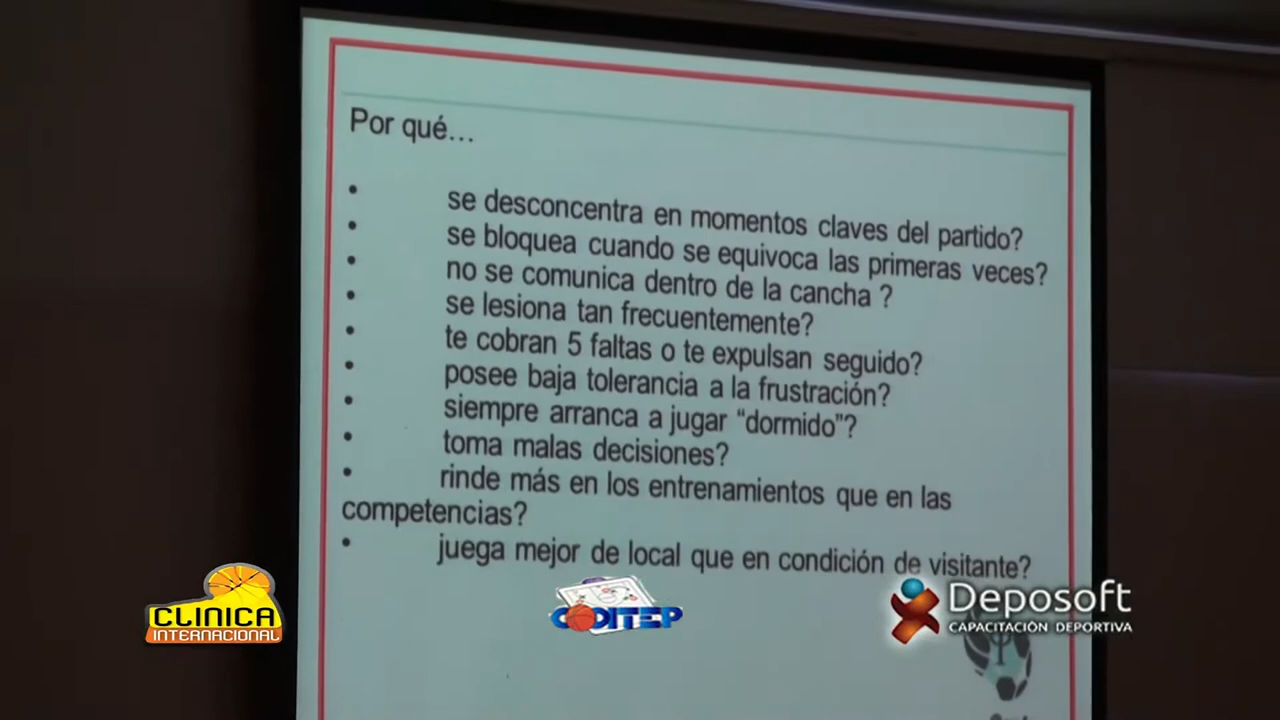 Por qué...
• se desconcentra en momentos claves del partido?
• se bloquea cuando se equivoca las primeras veces?
• no se comunica dentro de la cancha ?
• se lesiona tan frecuentemente?
• te cobran 5 faltas o te expulsan seguido?
• posee baja tolerancia a la frustración?
• siempre arranca a jugar “dormido”?
• toma malas decisiones?
• rinde más en los entrenamientos que en las
competencias?
• juega mejor de local que en condición de visitante?
CLINICA
INTERNACIONAL
CODITEP
Deposoft
CAPACITACIÓN DEPORTIVA